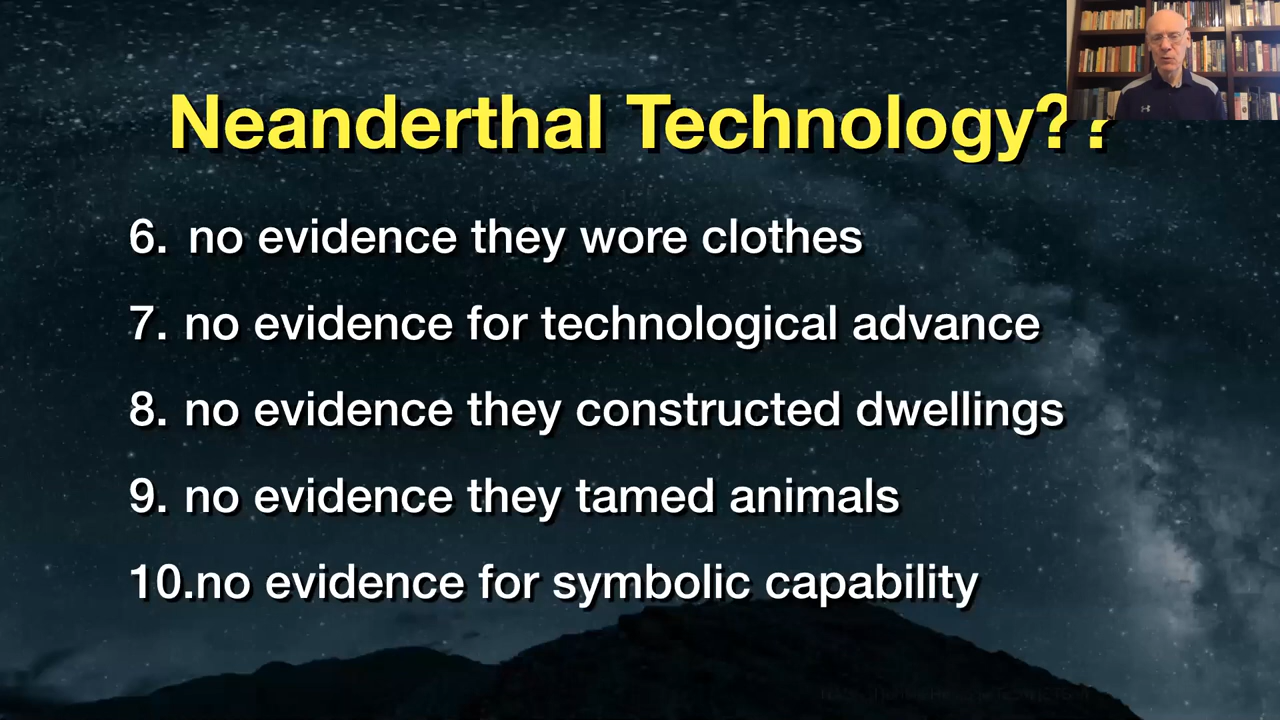 Neanderthal Technology??
6. no evidence they wore clothes
7. no evidence for technological advance
8. no evidence they constructed dwellings
9. no evidence they tamed animals
10.no evidence for symbolic capability